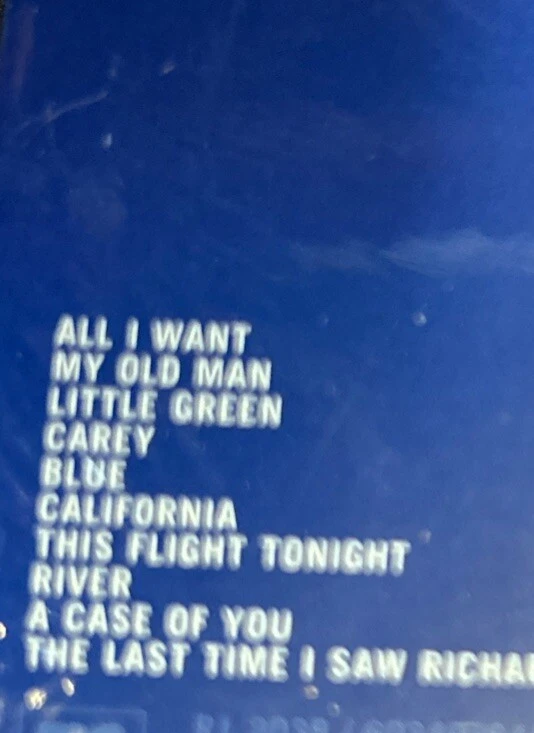 ALL I WANT
MY OLD MAN
LITTLE GREEN
CAREY
BLUE
CALIFORNIA
THIS FLIGHT TONIGHT
RIVER
A CASE OF YOU
THE LAST TIME I SAW RICHA